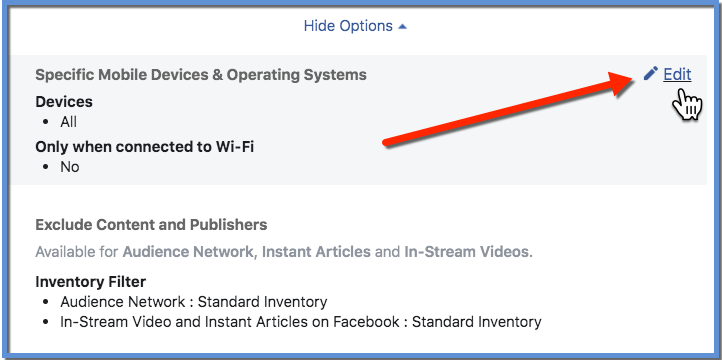 Hide Options
Specific Mobile Devices & Operating Systems
Edit
Devices
• All
Only when connected to Wi-Fi
• No
Exclude Content and Publishers
Available for Audience Network, Instant Articles and In-Stream Videos.
Inventory Filter
• Audience Network : Standard Inventory
• In-Stream Video and Instant Articles on Facebook : Standard Inventory